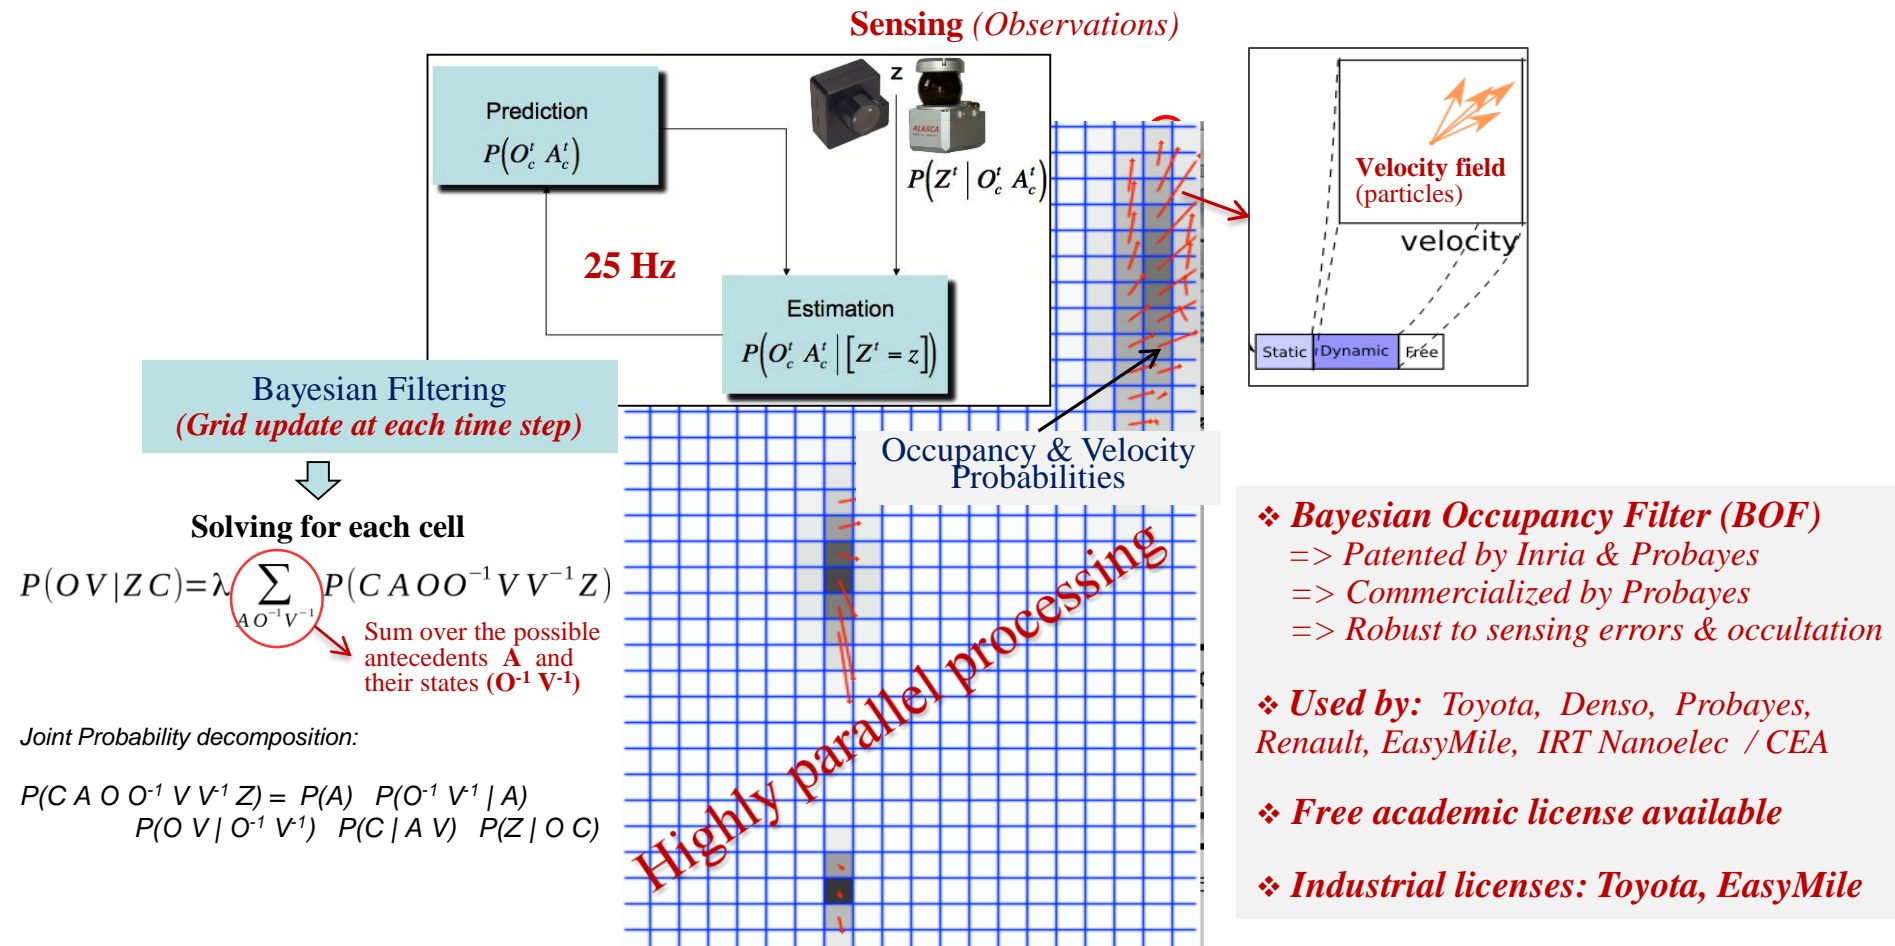 Sensing (Observations)
Prediction
P(O_c^t A_c^t)
z
ALASCA
P(Z^t | O_c^t A_c^t)
25 Hz
Estimation
P(O_c^t A_c^t | [Z^t = z])
Velocity field
(particles)
velocity
Static Dynamic Free
Bayesian Filtering
(Grid update at each time step)
Occupancy & Velocity
Probabilities
Solving for each cell
P(O V | Z C) = λ ∑ P(C A O O⁻¹ V V⁻¹ Z)
A O⁻¹ V⁻¹
Sum over the possible
antecedents A and
their states (O⁻¹ V⁻¹)
Joint Probability decomposition:
P(C A O O⁻¹ V V⁻¹ Z) = P(A) P(O⁻¹ V⁻¹ | A)
P(O V | O⁻¹ V⁻¹) P(C | A V) P(Z | O C)
Highly parallel processing
❖ Bayesian Occupancy Filter (BOF)
=> Patented by Inria & Probayes
=> Commercialized by Probayes
=> Robust to sensing errors & occultation
❖ Used by: Toyota, Denso, Probayes,
Renault, EasyMile, IRT Nanoelec / CEA
❖ Free academic license available
❖ Industrial licenses: Toyota, EasyMile